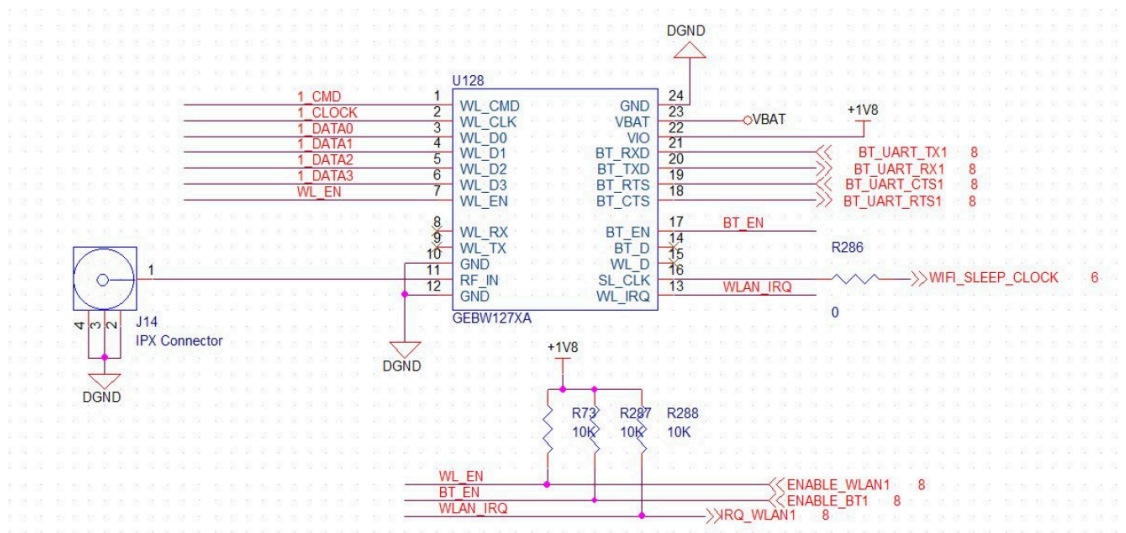 DGND
U128
1_CMD 1 WL_CMD GND 24
1_CLOCK 2 WL_CLK VBAT 23 VBAT +1V8
1_DATA0 3 WL_D0 VIO 22
1_DATA1 4 WL_D1 BT_RXD 21 BT_UART_TX1 8
1_DATA2 5 WL_D2 BT_TXD 20 BT_UART_RX1 8
1_DATA3 6 WL_D3 BT_RTS 19 BT_UART_CTS1 8
WL_EN 7 WL_EN BT_CTS 18 BT_UART_RTS1 8
8 WL_RX BT_EN 17 BT_EN
9 WL_TX BT_D 14 R286
10 GND WL_D 15
1 11 RF_IN SL_CLK 16 WIFI_SLEEP_CLOCK 6
12 GND WL_IRQ 13 WLAN_IRQ
0
GEBW127XA
4 3 2 J14
IPX Connector
DGND
DGND
+1V8
R73 R287 R288
10K 10K 10K
WL_EN ENABLE_WLAN1 8
BT_EN ENABLE_BT1 8
WLAN_IRQ IRQ_WLAN1 8